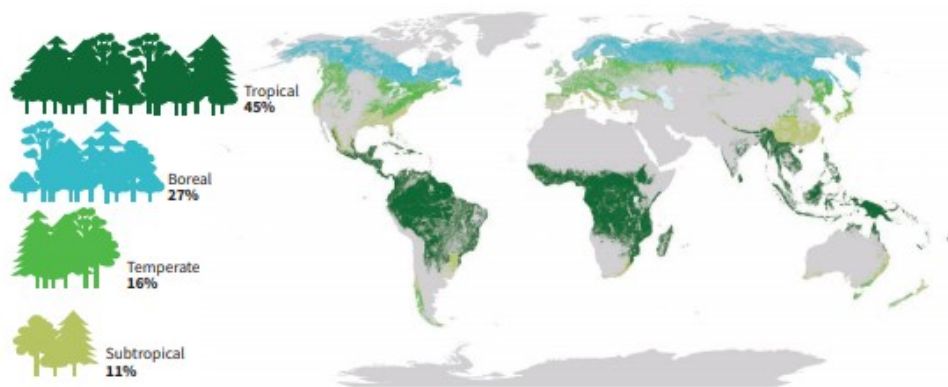 Tropical
45%
Boreal
27%
Temperate
16%
Subtropical
11%